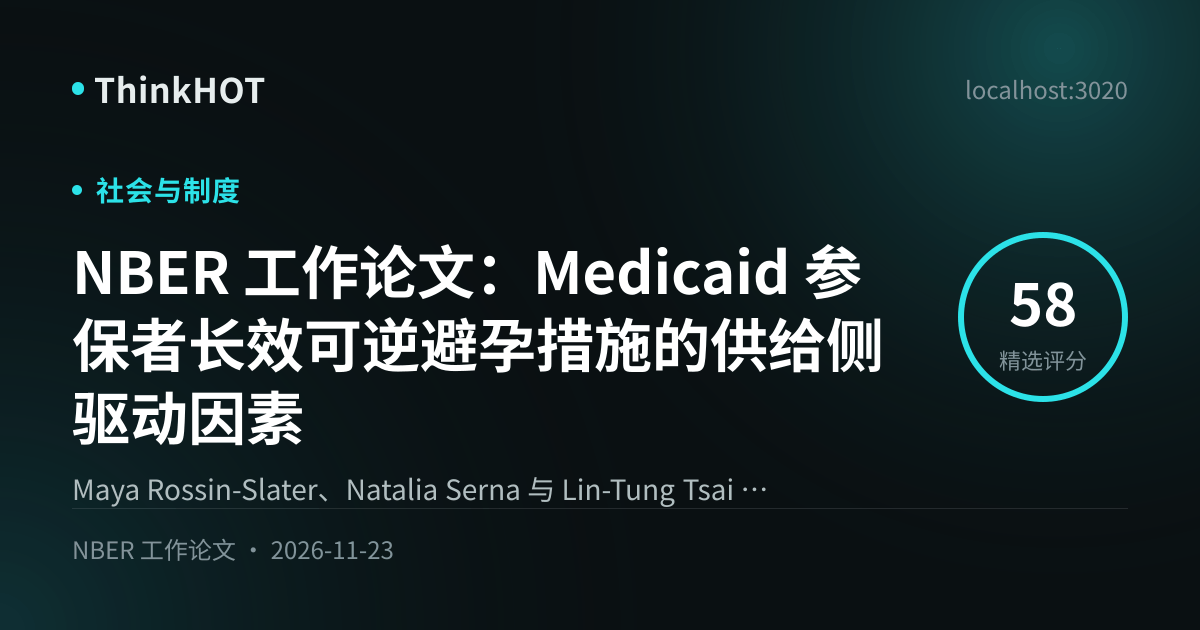 ThinkHOT
localhost:3020
社会与制度
NBER 工作论文：Medicaid 参
保者长效可逆避孕措施的供给侧
驱动因素
58
精选评分
Maya Rossin-Slater、Natalia Serna 与 Lin-Tung Tsai …
NBER 工作论文 · 2026-11-23